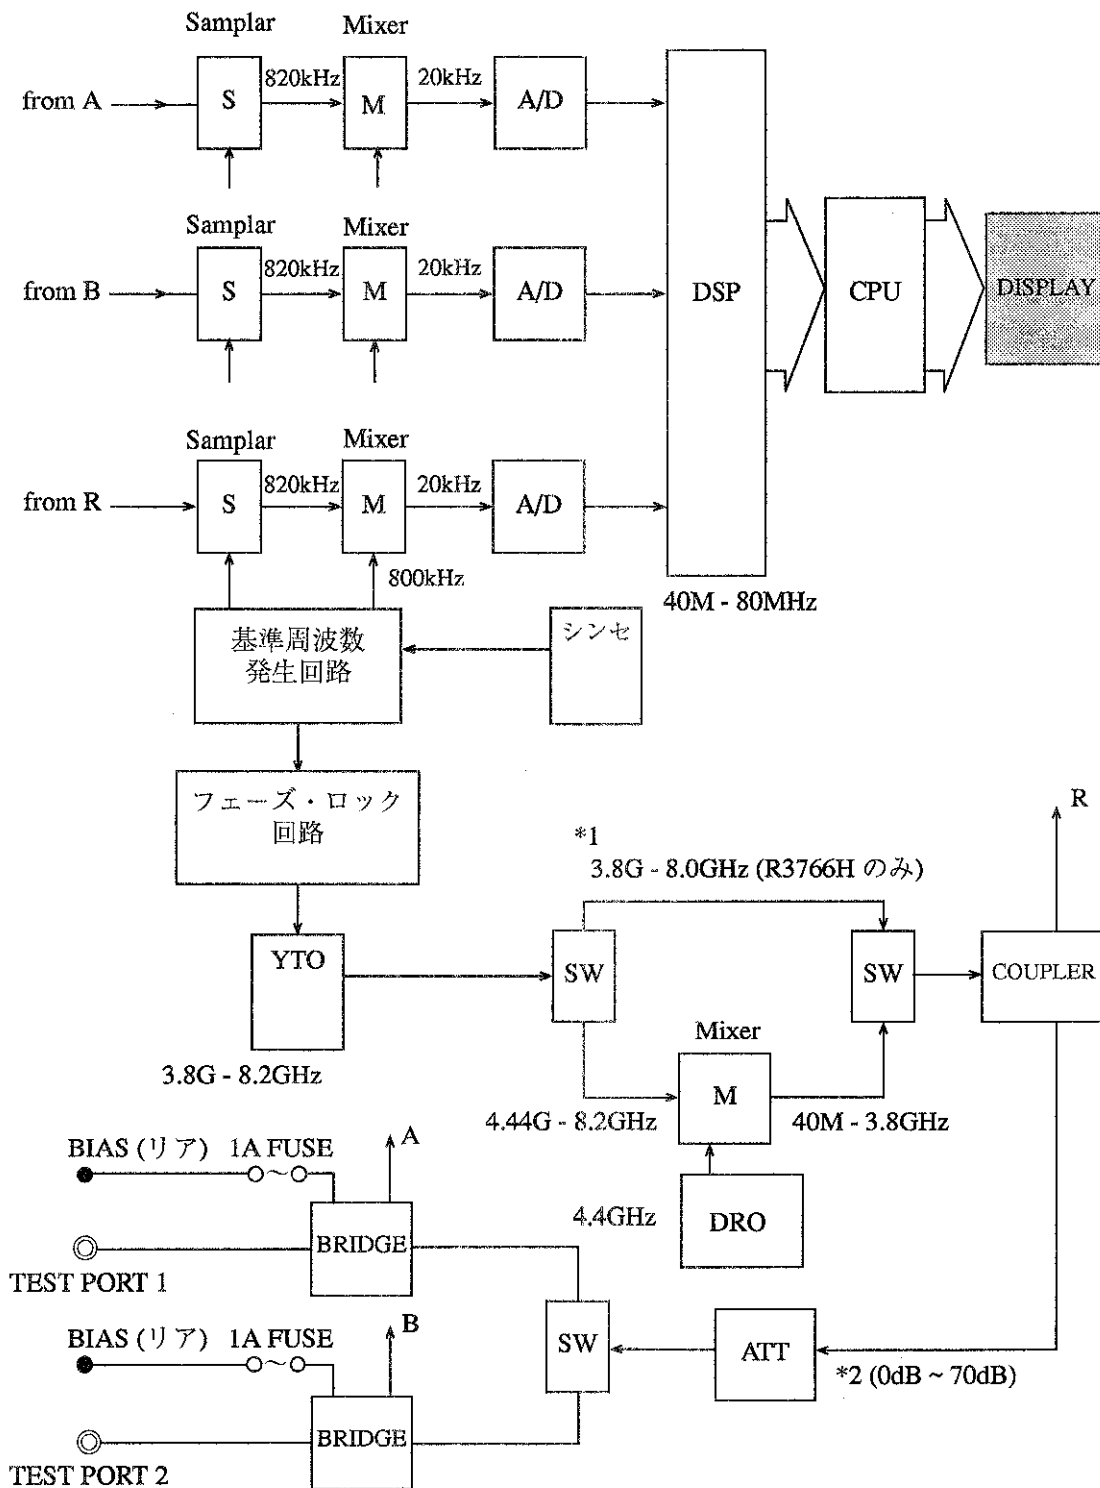 Samplar Mixer
from A S 820kHz M 20kHz A/D
Samplar Mixer
from B S 820kHz M 20kHz A/D DSP CPU DISPLAY
Samplar Mixer
from R S 820kHz M 20kHz A/D
800kHz
40M - 80MHz
基準周波数
発生回路
シンセ
フェーズ・ロック
回路
*1
3.8G - 8.0GHz (R3766H のみ)
R
YTO
SW
SW
COUPLER
3.8G - 8.2GHz
Mixer
M
4.44G - 8.2GHz
40M - 3.8GHz
4.4GHz
DRO
BIAS (リア) 1A FUSE
A
BRIDGE
TEST PORT 1
SW
ATT
*2 (0dB ~ 70dB)
BIAS (リア) 1A FUSE
B
BRIDGE
TEST PORT 2